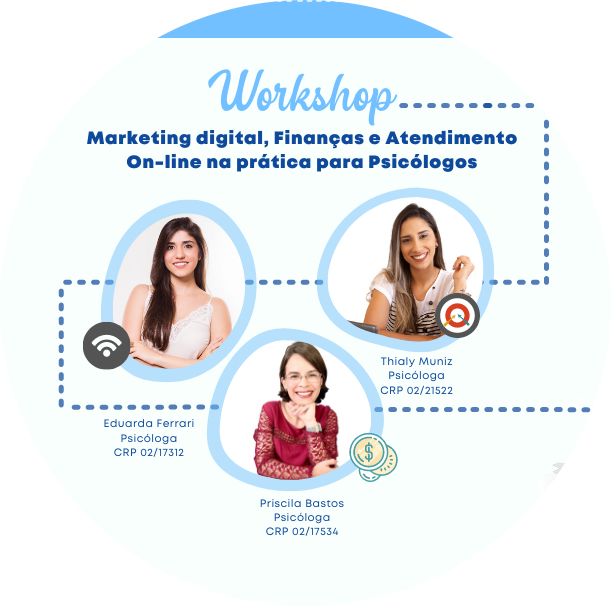 Workshop
Marketing digital, Finanças e Atendimento
On-line na prática para Psicólogos
Thialy Muniz
Psicóloga
CRP 02/21522
Eduarda Ferrari
Psicóloga
CRP 02/17312
Priscila Bastos
Psicóloga
CRP 02/17534